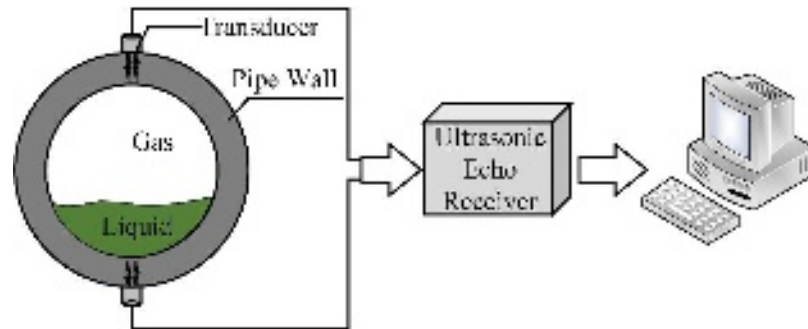 Transducer
Pipe Wall
Gas
Liquid
Ultrasonic
Echo
Receiver